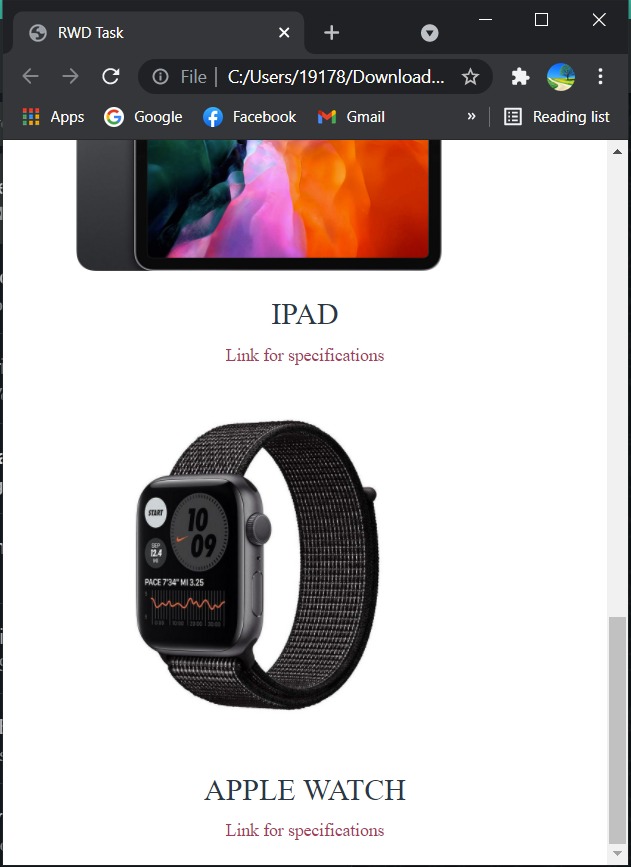 RWD Task
File
C:/Users/19178/Download...
Apps
Google
Facebook
Gmail
»
Reading list
IPAD
Link for specifications
START
10
09
SEP
12.4
MI
PACE 7'34" MI 3.25
APPLE WATCH
Link for specifications